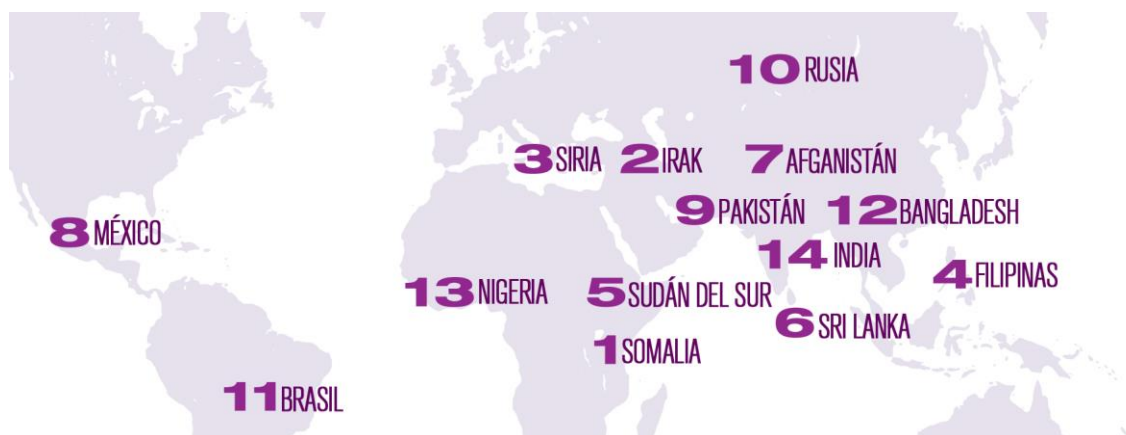 10 RUSIA
3 SIRIA
2 IRAK
7 AFGANISTÁN
8 MÉXICO
9 PAKISTÁN
12 BANGLADESH
14 INDIA
4 FILIPINAS
13 NIGERIA
5 SUDÁN DEL SUR
6 SRI LANKA
1 SOMALIA
11 BRASIL